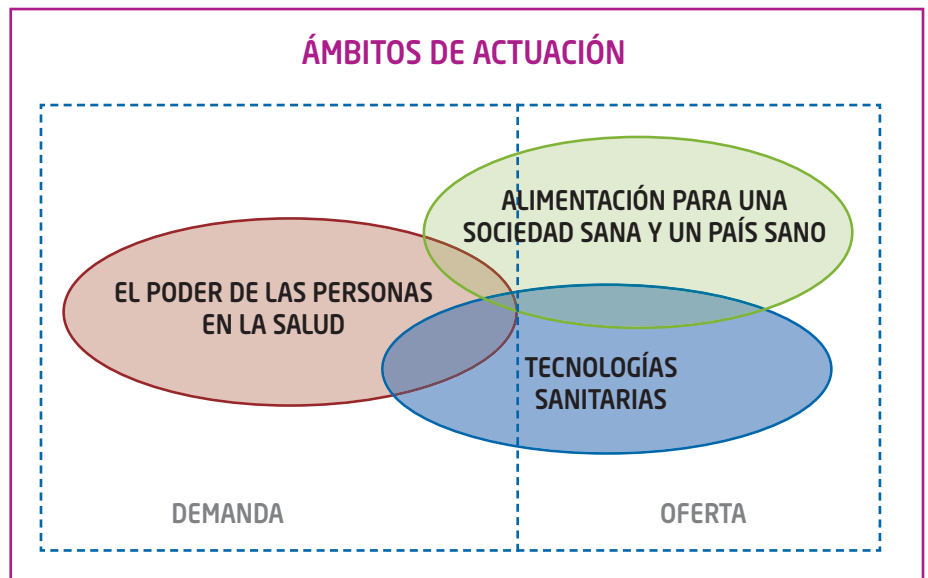 ÁMBITOS DE ACTUACIÓN
ALIMENTACIÓN PARA UNA
SOCIEDAD SANA Y UN PAÍS SANO
EL PODER DE LAS PERSONAS
EN LA SALUD
TECNOLOGÍAS
SANITARIAS
DEMANDA
OFERTA